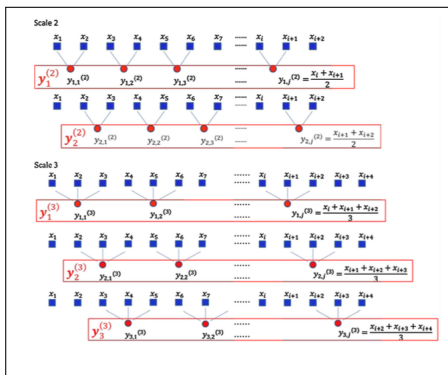 Scale 2
x₁ x₂ x₃ x₄ x₅ x₆ x₇ ...... xᵢ xᵢ₊₁ xᵢ₊₂
y₁⁽²⁾ y₁,₁⁽²⁾ y₁,₂⁽²⁾ y₁,₃⁽²⁾ ...... y₁,ⱼ⁽²⁾ = (xᵢ + xᵢ₊₁)/2
x₁ x₂ x₃ x₄ x₅ x₆ x₇ ...... xᵢ xᵢ₊₁ xᵢ₊₂
y₂⁽²⁾ y₂,₁⁽²⁾ y₂,₂⁽²⁾ y₂,₃⁽²⁾ ...... y₂,ⱼ⁽²⁾ = (xᵢ₊₁ + xᵢ₊₂)/2
Scale 3
x₁ x₂ x₃ x₄ x₅ x₆ x₇ ...... xᵢ xᵢ₊₁ xᵢ₊₂ xᵢ₊₃ xᵢ₊₄
y₁⁽³⁾ y₁,₁⁽³⁾ y₁,₂⁽³⁾ ...... y₁,ⱼ⁽³⁾ = (xᵢ + xᵢ₊₁ + xᵢ₊₂)/3
x₁ x₂ x₃ x₄ x₅ x₆ x₇ ...... xᵢ xᵢ₊₁ xᵢ₊₂ xᵢ₊₃ xᵢ₊₄
y₂⁽³⁾ y₂,₁⁽³⁾ y₂,₂⁽³⁾ ...... y₂,ⱼ⁽³⁾ = (xᵢ₊₁ + xᵢ₊₂ + xᵢ₊₃)/3
x₁ x₂ x₃ x₄ x₅ x₆ x₇ ...... xᵢ xᵢ₊₁ xᵢ₊₂ xᵢ₊₃ xᵢ₊₄
y₃⁽³⁾ y₃,₁⁽³⁾ y₃,₂⁽³⁾ ...... y₃,ⱼ⁽³⁾ = (xᵢ₊₂ + xᵢ₊₃ + xᵢ₊₄)/3